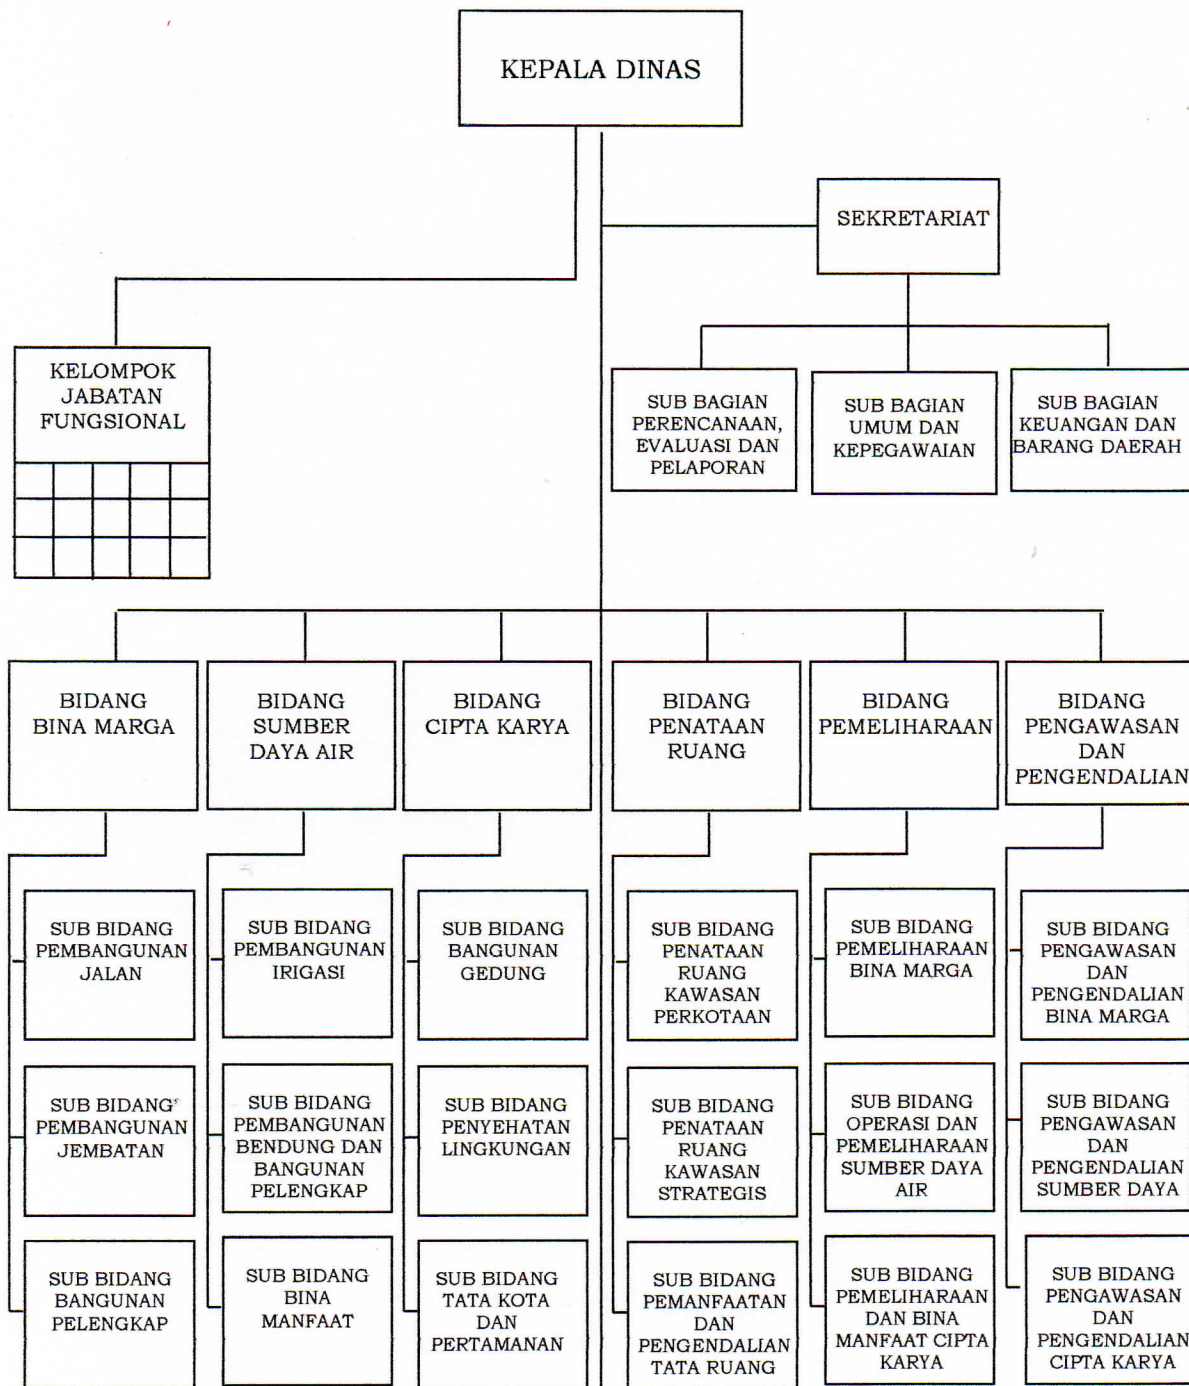 KEPALA DINAS
SEKRETARIAT
KELOMPOK
JABATAN
FUNGSIONAL
SUB BAGIAN
PERENCANAAN,
EVALUASI DAN
PELAPORAN
SUB BAGIAN
UMUM DAN
KEPEGAWAIAN
SUB BAGIAN
KEUANGAN DAN
BARANG DAERAH
BIDANG
BINA MARGA
BIDANG
SUMBER
DAYA AIR
BIDANG
CIPTA KARYA
BIDANG
PENATAAN
RUANG
BIDANG
PEMELIHARAAN
BIDANG
PENGAWASAN
DAN
PENGENDALIAN
SUB BIDANG
PEMBANGUNAN
JALAN
SUB BIDANG
PEMBANGUNAN
IRIGASI
SUB BIDANG
BANGUNAN
GEDUNG
SUB BIDANG
PENATAAN
RUANG
KAWASAN
PERKOTAAN
SUB BIDANG
PEMELIHARAAN
BINA MARGA
SUB BIDANG
PENGAWASAN
DAN
PENGENDALIAN
BINA MARGA
SUB BIDANG
PEMBANGUNAN
JEMBATAN
SUB BIDANG
PEMBANGUNAN
BENDUNG DAN
BANGUNAN
PELENGKAP
SUB BIDANG
PENYEHATAN
LINGKUNGAN
SUB BIDANG
PENATAAN
RUANG
KAWASAN
STRATEGIS
SUB BIDANG
OPERASI DAN
PEMELIHARAAN
SUMBER DAYA
AIR
SUB BIDANG
PENGAWASAN
DAN
PENGENDALIAN
SUMBER DAYA
SUB BIDANG
BANGUNAN
PELENGKAP
SUB BIDANG
BINA
MANFAAT
SUB BIDANG
TATA KOTA
DAN
PERTAMANAN
SUB BIDANG
PEMANFAATAN
DAN
PENGENDALIAN
TATA RUANG
SUB BIDANG
PEMELIHARAAN
DAN BINA
MANFAAT CIPTA
KARYA
SUB BIDANG
PENGAWASAN
DAN
PENGENDALIAN
CIPTA KARYA